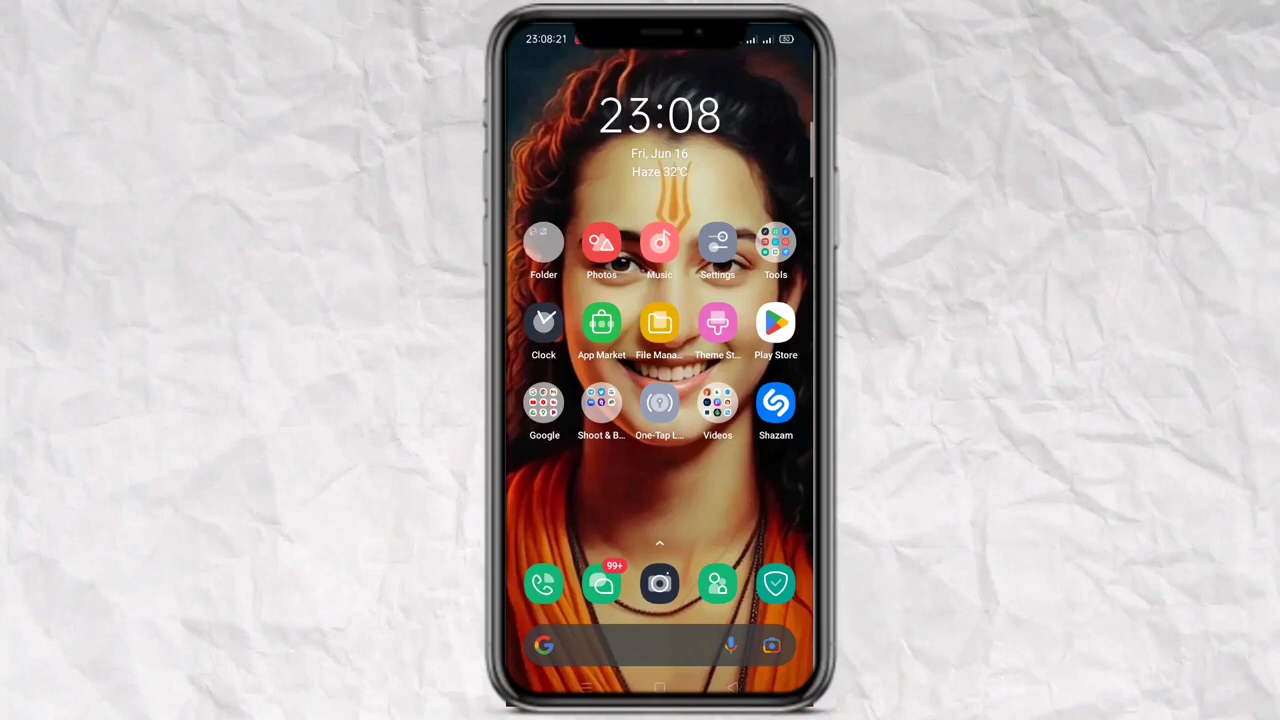 23:08:21
30
23:08
Fri, Jun 16
Haze 32°C
Folder
Photos
Music
Settings
Tools
Clock
App Market
File Mana...
Theme St...
Play Store
Google
Shoot & B...
One-Tap L...
Videos
Shazam
99+